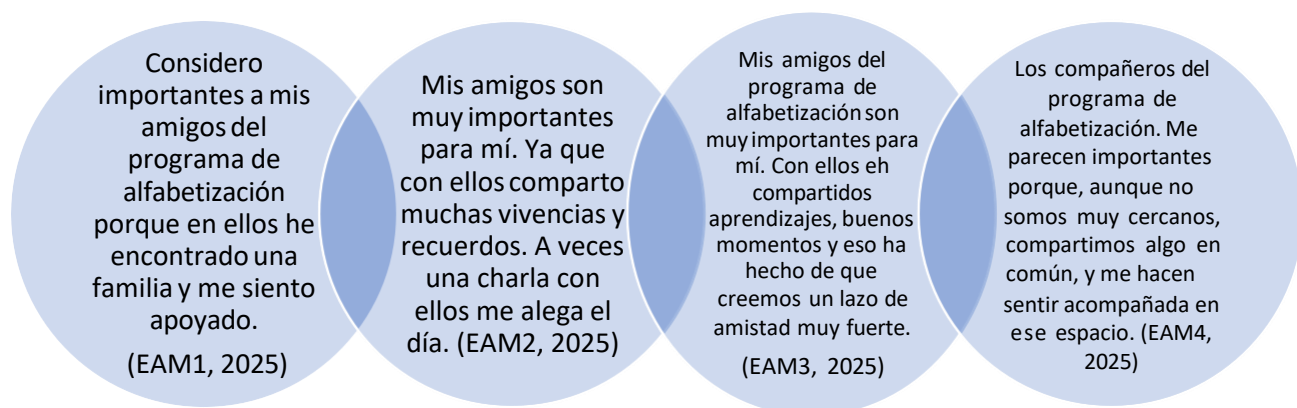 Considero
importantes a mis
amigos del
programa de
alfabetización
porque en ellos he
encontrado una
familia y me siento
apoyado.
(EAM1, 2025)
Mis amigos son
muy importantes
para mí. Ya que
con ellos comparto
muchas vivencias y
recuerdos. A veces
una charla con
ellos me alega el
día. (EAM2, 2025)
Mis amigos del
programa de
alfabetización son
muy importantes para
mí. Con ellos eh
compartidos
aprendizajes, buenos
momentos y eso ha
hecho de que
creemos un lazo de
amistad muy fuerte.
(EAM3, 2025)
Los compañeros del
programa de
alfabetización. Me
parecen importantes
porque, aunque no
somos muy cercanos,
compartimos algo en
común, y me hacen
sentir acompañada en
ese espacio. (EAM4,
2025)